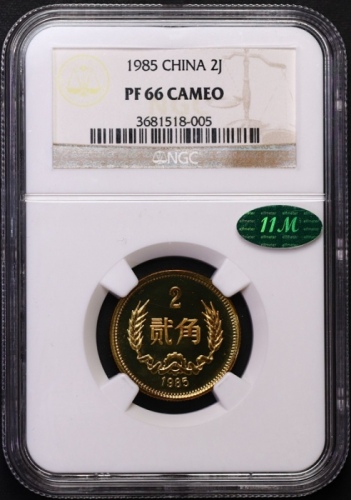 1985 CHINA 2J
PF 66 CAMEO
3681518-005
NGC
11M
2
贰角
1985